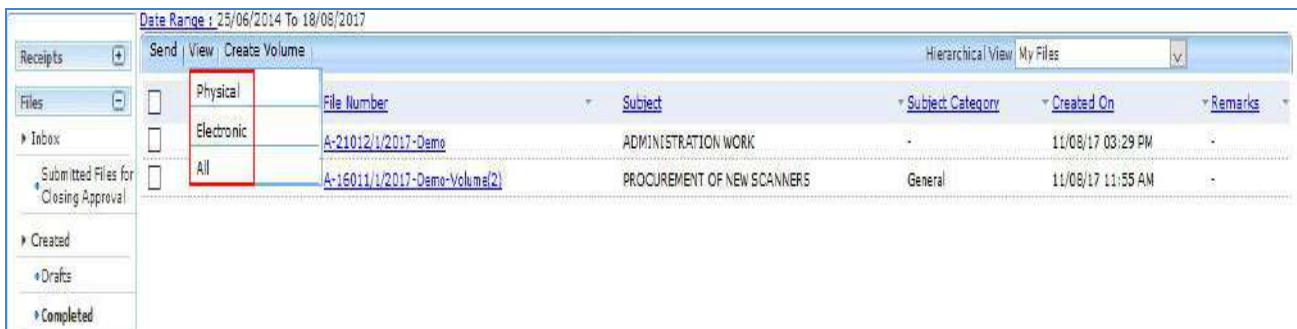 Date Range : 25/06/2014 To 18/08/2017
Receipts
Send | View | Create Volume |
Hierarchical View My Files
Files
Physical
Electronic
All
File Number
Subject
Subject Category
Created On
Remarks
A-21012/1/2017-Demo
ADMINISTRATION WORK
-
11/08/17 03:29 PM
-
A-16011/1/2017-Demo-Volume(2)
PROCUREMENT OF NEW SCANNERS
General
11/08/17 11:55 AM
-
Inbox
Submitted Files for
Closing Approval
Created
Drafts
Completed